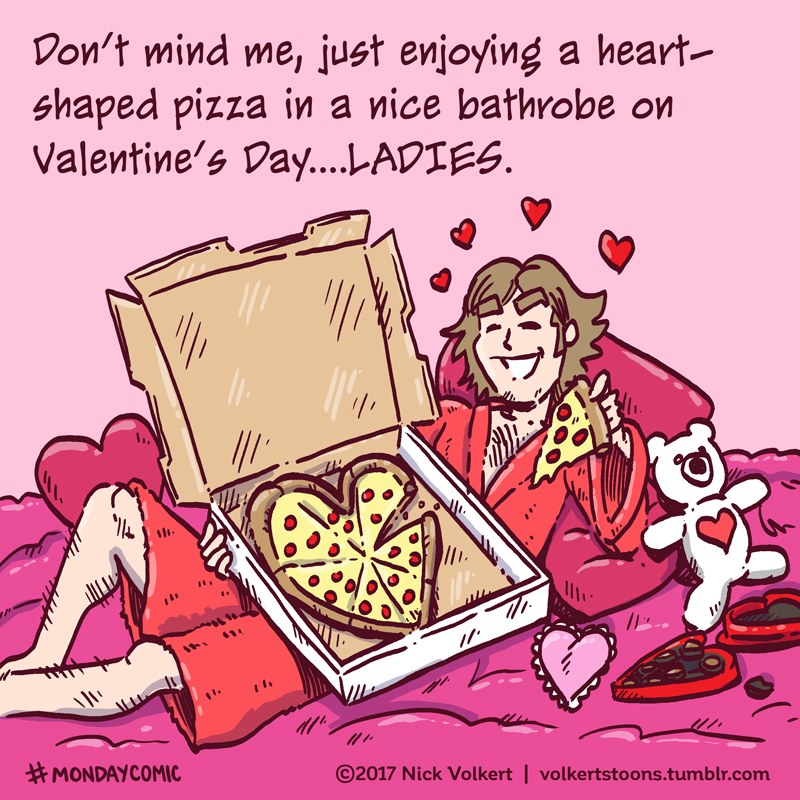 Don't mind me, just enjoying a heart-
shaped pizza in a nice bathrobe on
Valentine's Day....LADIES.
#MONDAYCOMIC
©2017 Nick Volkert | volkertstoons.tumblr.com